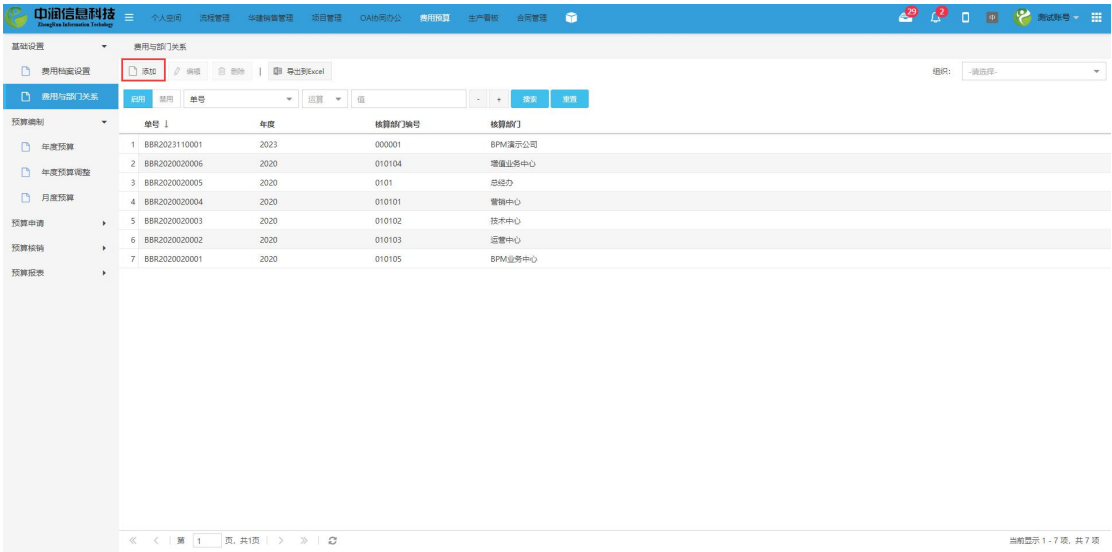 中润信息科技 个人空间 流程管理 华建销售管理 项目管理 OA协同办公 费用预算 生产看板 合同管理 29 2 中 测试账号
ZhongRun Information Techology
基础设置 费用与部门关系
费用档案设置 添加 编辑 删除 | 导出到Excel 组织: -请选择-
费用与部门关系 启用 禁用 单号 运算 值 - + 搜索 重置
预算编制 单号 ↓ 年度 核算部门编号 核算部门
年度预算 1 BBR2023110001 2023 000001 BPM演示公司
年度预算调整 2 BBR2020020006 2020 010104 增值业务中心
3 BBR2020020005 2020 0101 总经办
月度预算 4 BBR2020020004 2020 010101 营销中心
预算申请 5 BBR2020020003 2020 010102 技术中心
预算核销 6 BBR2020020002 2020 010103 运营中心
预算报表 7 BBR2020020001 2020 010105 BPM业务中心
第 1 页, 共1页 当前显示 1 - 7 项, 共 7 项